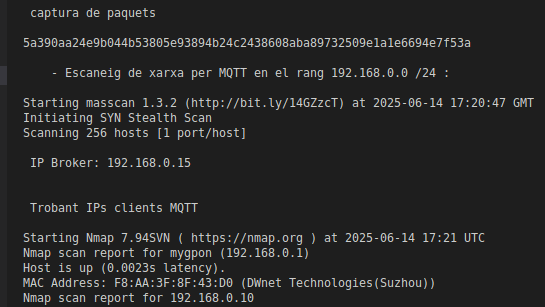 captura de paquets
5a390aa24e9b044b53805e93894b24c2438608aba89732509e1a1e6694e7f53a
- Escaneig de xarxa per MQTT en el rang 192.168.0.0 /24 :
Starting masscan 1.3.2 (http://bit.ly/14GZzcT) at 2025-06-14 17:20:47 GMT
Initiating SYN Stealth Scan
Scanning 256 hosts [1 port/host]
IP Broker: 192.168.0.15
Trobant IPs clients MQTT
Starting Nmap 7.94SVN ( https://nmap.org ) at 2025-06-14 17:21 UTC
Nmap scan report for mygpon (192.168.0.1)
Host is up (0.0023s latency).
MAC Address: F8:AA:3F:8F:43:D0 (DWnet Technologies(Suzhou))
Nmap scan report for 192.168.0.10